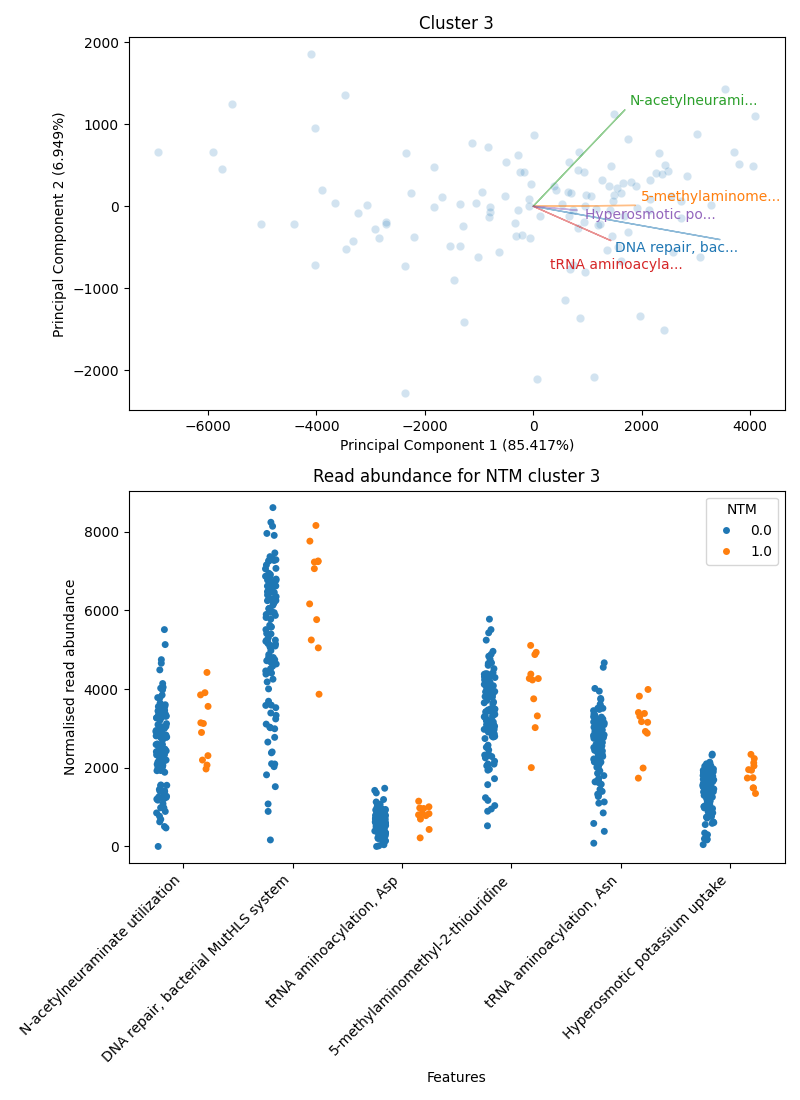 Cluster 3
2000
1000
0
−1000
−2000
Principal Component 2 (6.949%)
N-acetylneurami...
5-methylaminome...
Hyperosmotic po...
DNA repair, bac...
tRNA aminoacyla...
−6000 −4000 −2000 0 2000 4000
Principal Component 1 (85.417%)
Read abundance for NTM cluster 3
8000
6000
4000
2000
0
Normalised read abundance
NTM
0.0
1.0
N-acetylneuraminate utilization
DNA repair, bacterial MutHLS system
tRNA aminoacylation, Asp
5-methylaminomethyl-2-thiouridine
tRNA aminoacylation, Asn
Hyperosmotic potassium uptake
Features